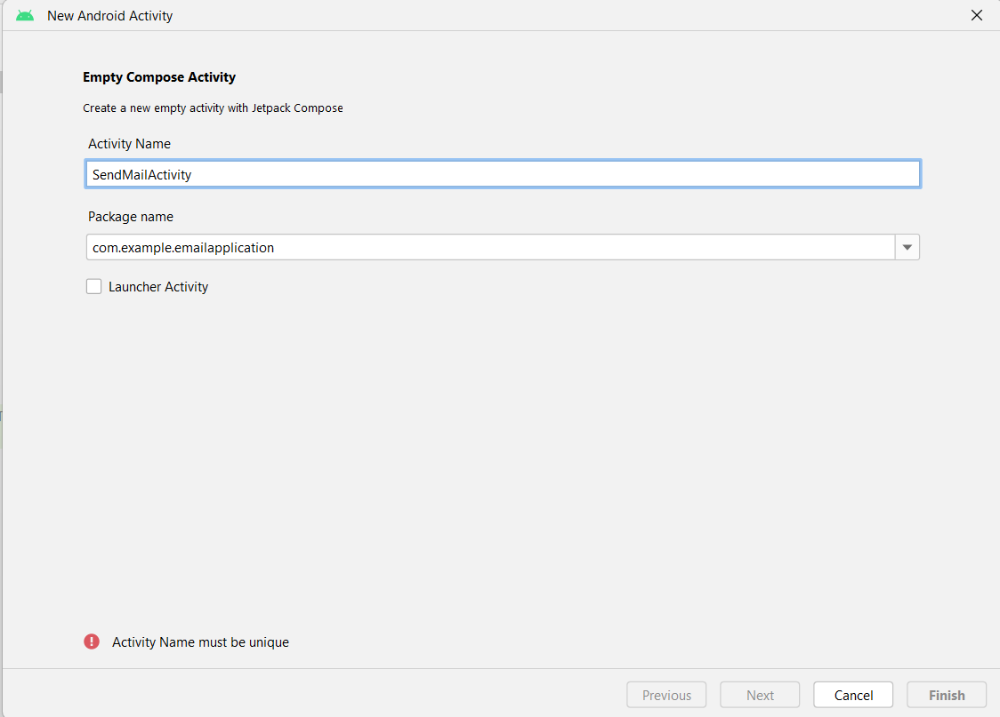 New Android Activity
Empty Compose Activity
Create a new empty activity with Jetpack Compose
Activity Name
SendMailActivity
Package name
com.example.emailapplication
Launcher Activity
Activity Name must be unique
Previous
Next
Cancel
Finish